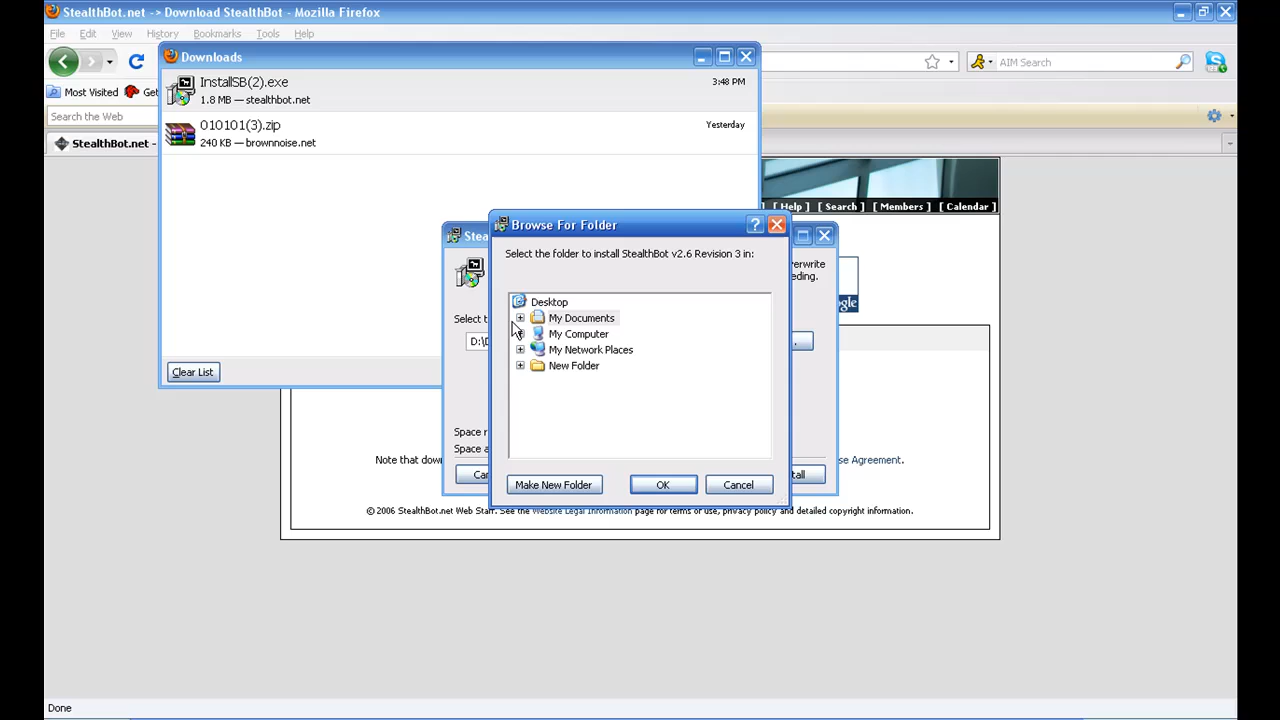 StealthBot.net -> Download StealthBot - Mozilla Firefox
File Edit View History Bookmarks Tools Help
Downloads
AIM Search
Most Visited
Search the Web
StealthBot.net -
InstallSB(2).exe 3:48 PM
1.8 MB — stealthbot.net
010101(3).zip Yesterday
240 KB — brownnoise.net
Clear List
[ Help ] [ Search ] [ Members ] [ Calendar ]
Browse For Folder
Select the folder to install StealthBot v2.6 Revision 3 in:
Desktop
My Documents
My Computer
My Network Places
New Folder
Make New Folder OK Cancel
Space
Space
Note that
© 2006 StealthBot.net Web Staff. See the Website Legal Information page for terms of use, privacy policy and detailed copyright information.
Done